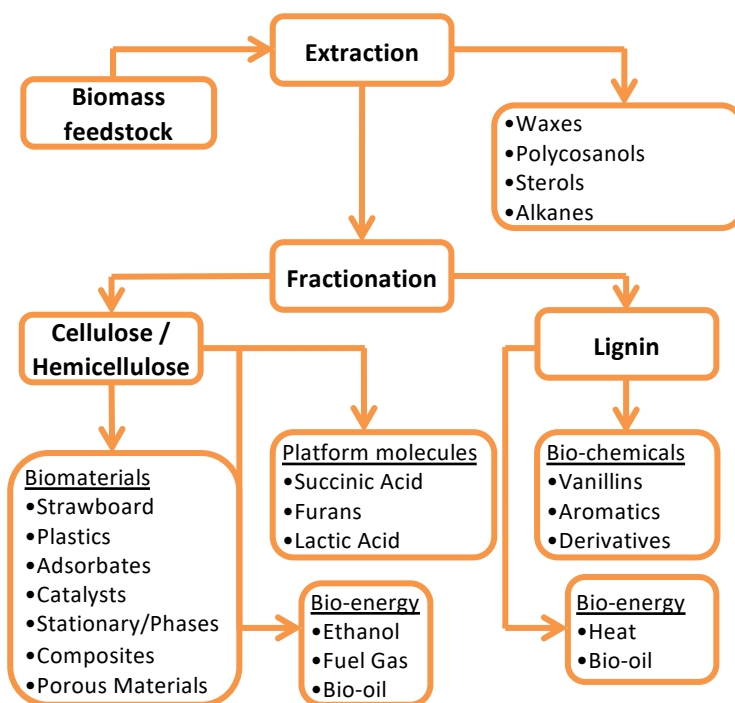 Extraction
Biomass
feedstock
•Waxes
•Polycosanols
•Sterols
•Alkanes
Fractionation
Cellulose /
Hemicellulose
Lignin
Biomaterials
•Strawboard
•Plastics
•Adsorbates
•Catalysts
•Stationary/Phases
•Composites
•Porous Materials
Platform molecules
•Succinic Acid
•Furans
•Lactic Acid
Bio-chemicals
•Vanillins
•Aromatics
•Derivatives
Bio-energy
•Ethanol
•Fuel Gas
•Bio-oil
Bio-energy
•Heat
•Bio-oil